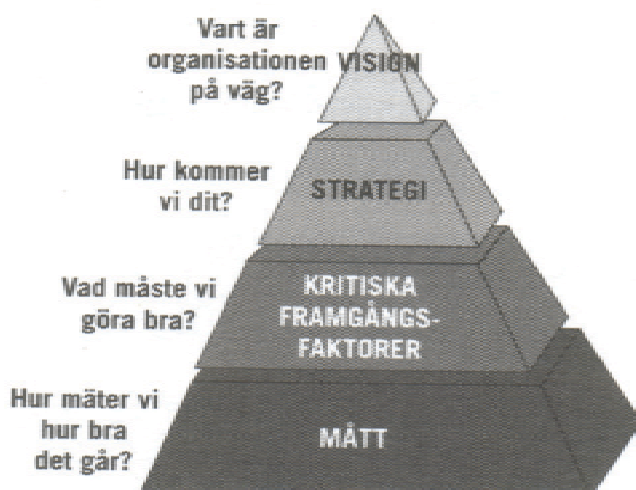 Vart är
organisationen
på väg?
VISION
Hur kommer
vi dit?
STRATEGI
Vad måste vi
göra bra?
KRITISKA
FRAMGÅNGS-
FAKTORER
Hur mäter vi
hur bra
det går?
MÅTT